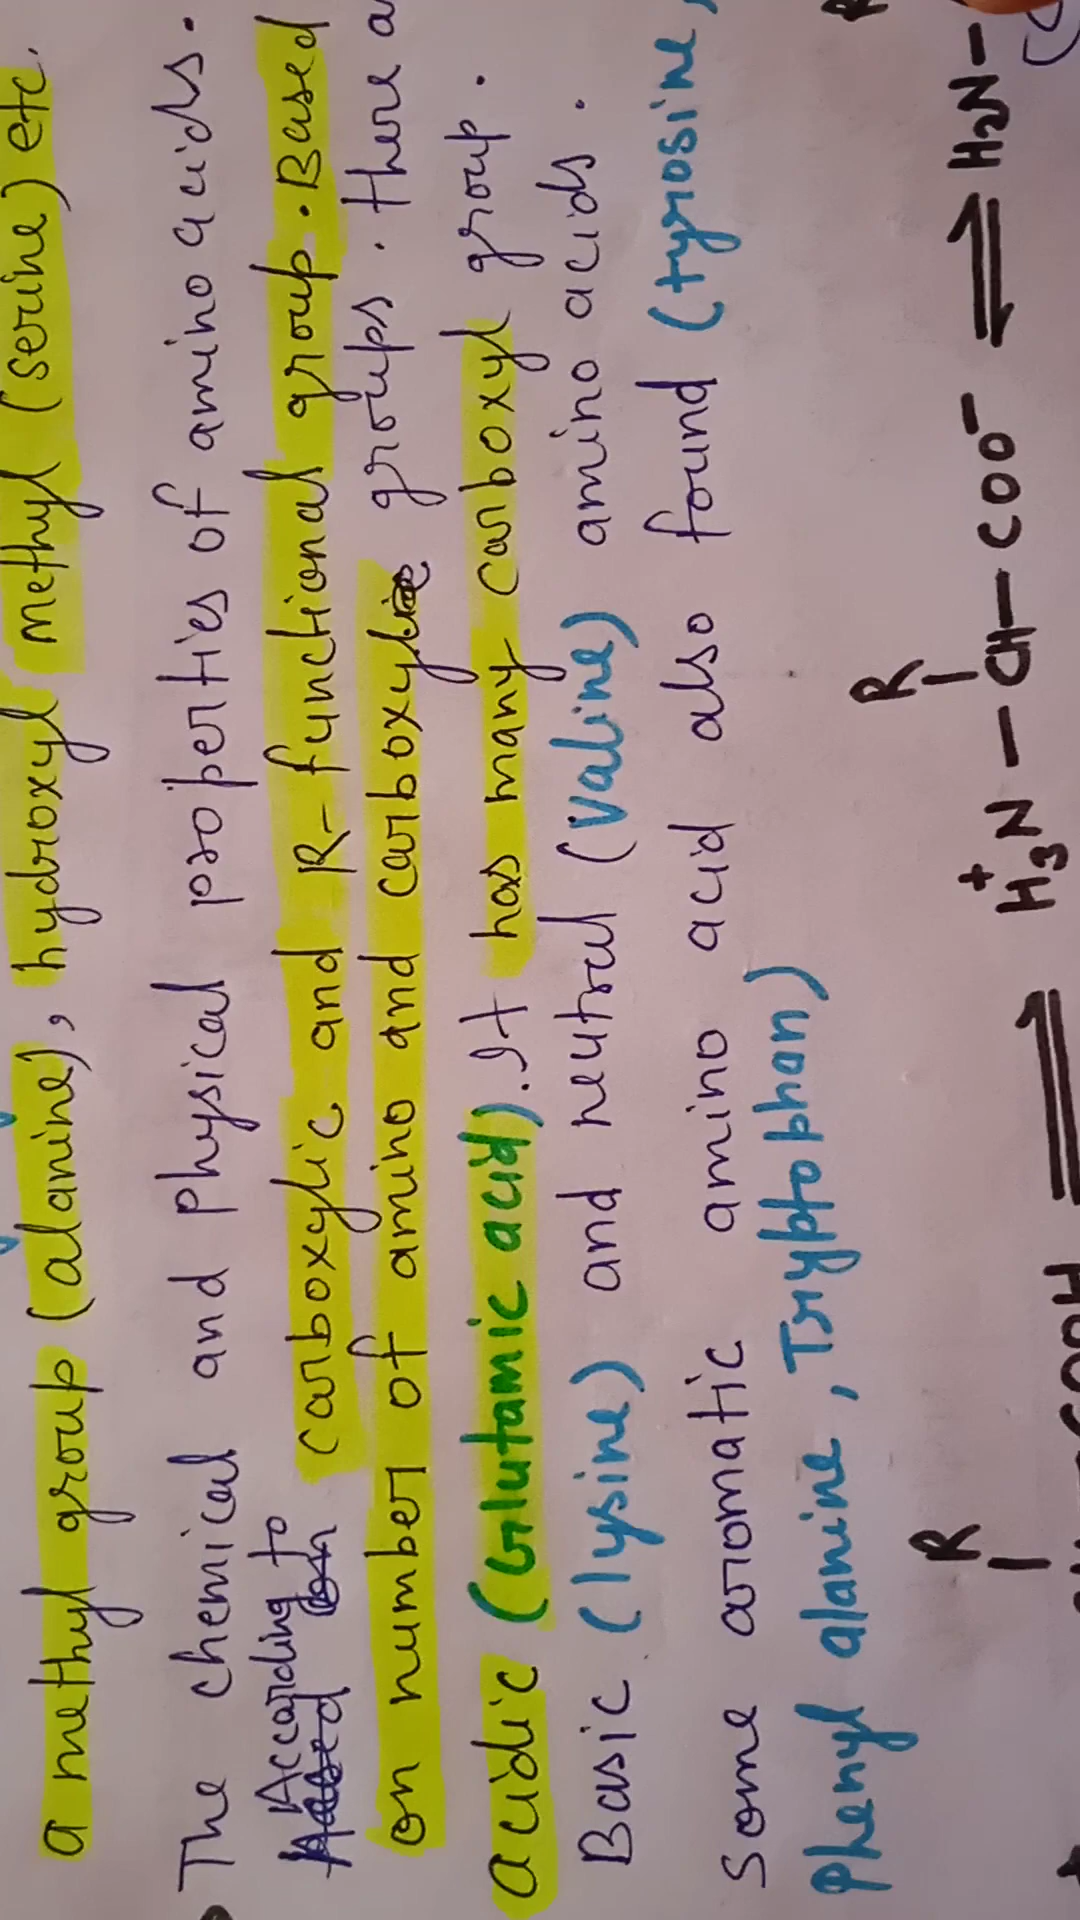 a methyl group (alanine), hydroxyl methyl (serine) etc.
The chemical and physical properties of amino acids.
According to carboxylic and R-functional group. Based
on number of amino and carboxyl groups. there a
acidic (Glutamic acid). It has many carboxyl group.
Basic (lysine) and neutral (valine) amino acids.
Some aromatic amino acid also found (tyrosine,
Phenyl alanine, Tryptophan)
R R R
COOH ⇌ H₃N⁺ — CH — COO⁻ ⇌ H₂N —